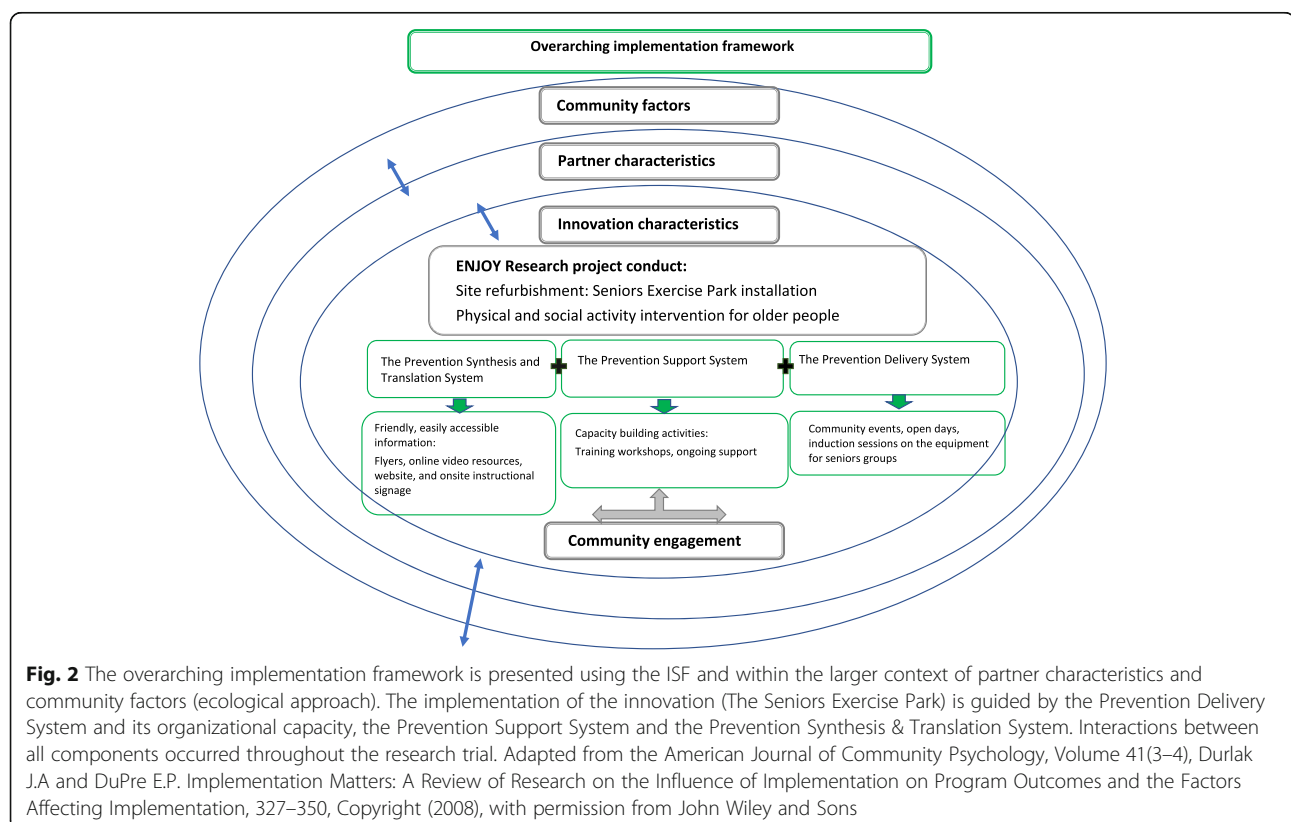 Overarching implementation framework
Community factors
Partner characteristics
Innovation characteristics
ENJOY Research project conduct:
Site refurbishment: Seniors Exercise Park installation
Physical and social activity intervention for older people
The Prevention Synthesis and
Translation System
The Prevention Support System
The Prevention Delivery System
Friendly, easily accessible
information:
Flyers, online video resources,
website, and onsite instructional
signage
Capacity building activities:
Training workshops, ongoing support
Community events, open days,
induction sessions on the equipment
for seniors groups
Community engagement
Fig. 2 The overarching implementation framework is presented using the ISF and within the larger context of partner characteristics and
community factors (ecological approach). The implementation of the innovation (The Seniors Exercise Park) is guided by the Prevention Delivery
System and its organizational capacity, the Prevention Support System and the Prevention Synthesis & Translation System. Interactions between
all components occurred throughout the research trial. Adapted from the American Journal of Community Psychology, Volume 41(3–4), Durlak
J.A and DuPre E.P. Implementation Matters: A Review of Research on the Influence of Implementation on Program Outcomes and the Factors
Affecting Implementation, 327–350, Copyright (2008), with permission from John Wiley and Sons